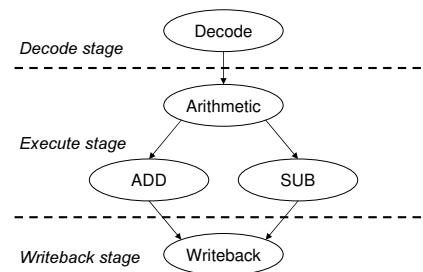 Decode
Decode stage
Arithmetic
Execute stage
ADD SUB
Writeback stage Writeback